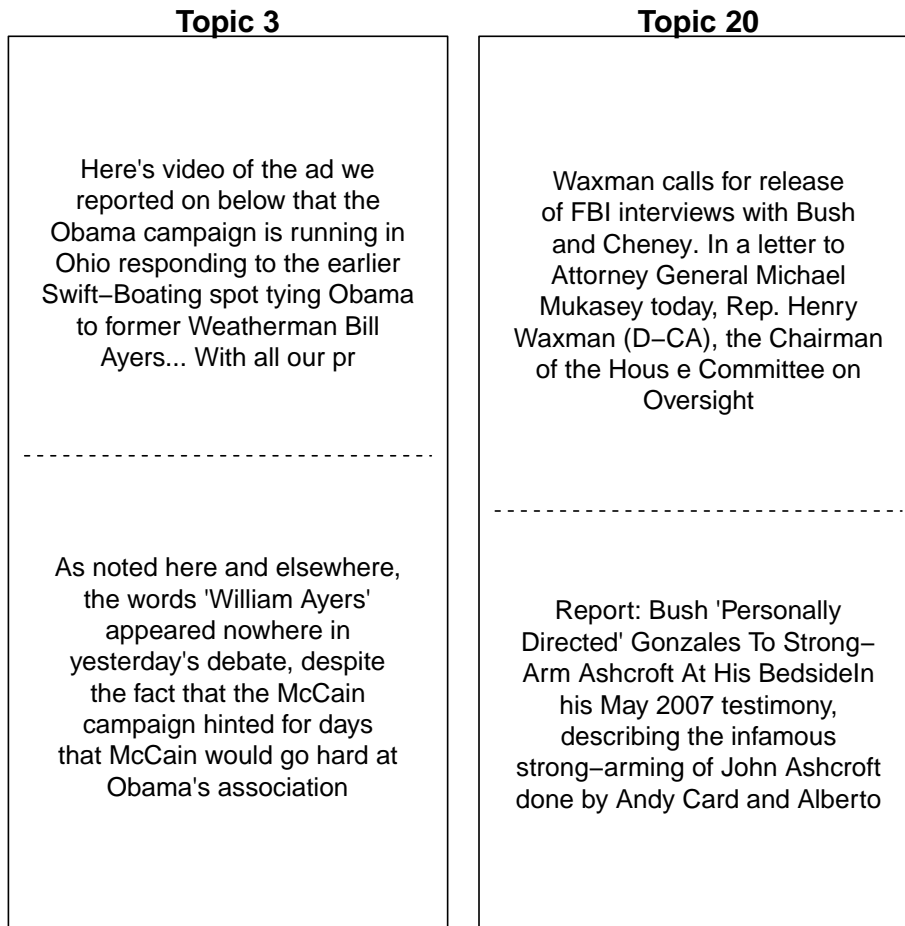 Topic 3
Here's video of the ad we
reported on below that the
Obama campaign is running in
Ohio responding to the earlier
Swift−Boating spot tying Obama
to former Weatherman Bill
Ayers... With all our pr
As noted here and elsewhere,
the words 'William Ayers'
appeared nowhere in
yesterday's debate, despite
the fact that the McCain
campaign hinted for days
that McCain would go hard at
Obama's association
Topic 20
Waxman calls for release
of FBI interviews with Bush
and Cheney. In a letter to
Attorney General Michael
Mukasey today, Rep. Henry
Waxman (D−CA), the Chairman
of the Hous e Committee on
Oversight
Report: Bush 'Personally
Directed' Gonzales To Strong−
Arm Ashcroft At His BedsideIn
his May 2007 testimony,
describing the infamous
strong−arming of John Ashcroft
done by Andy Card and Alberto